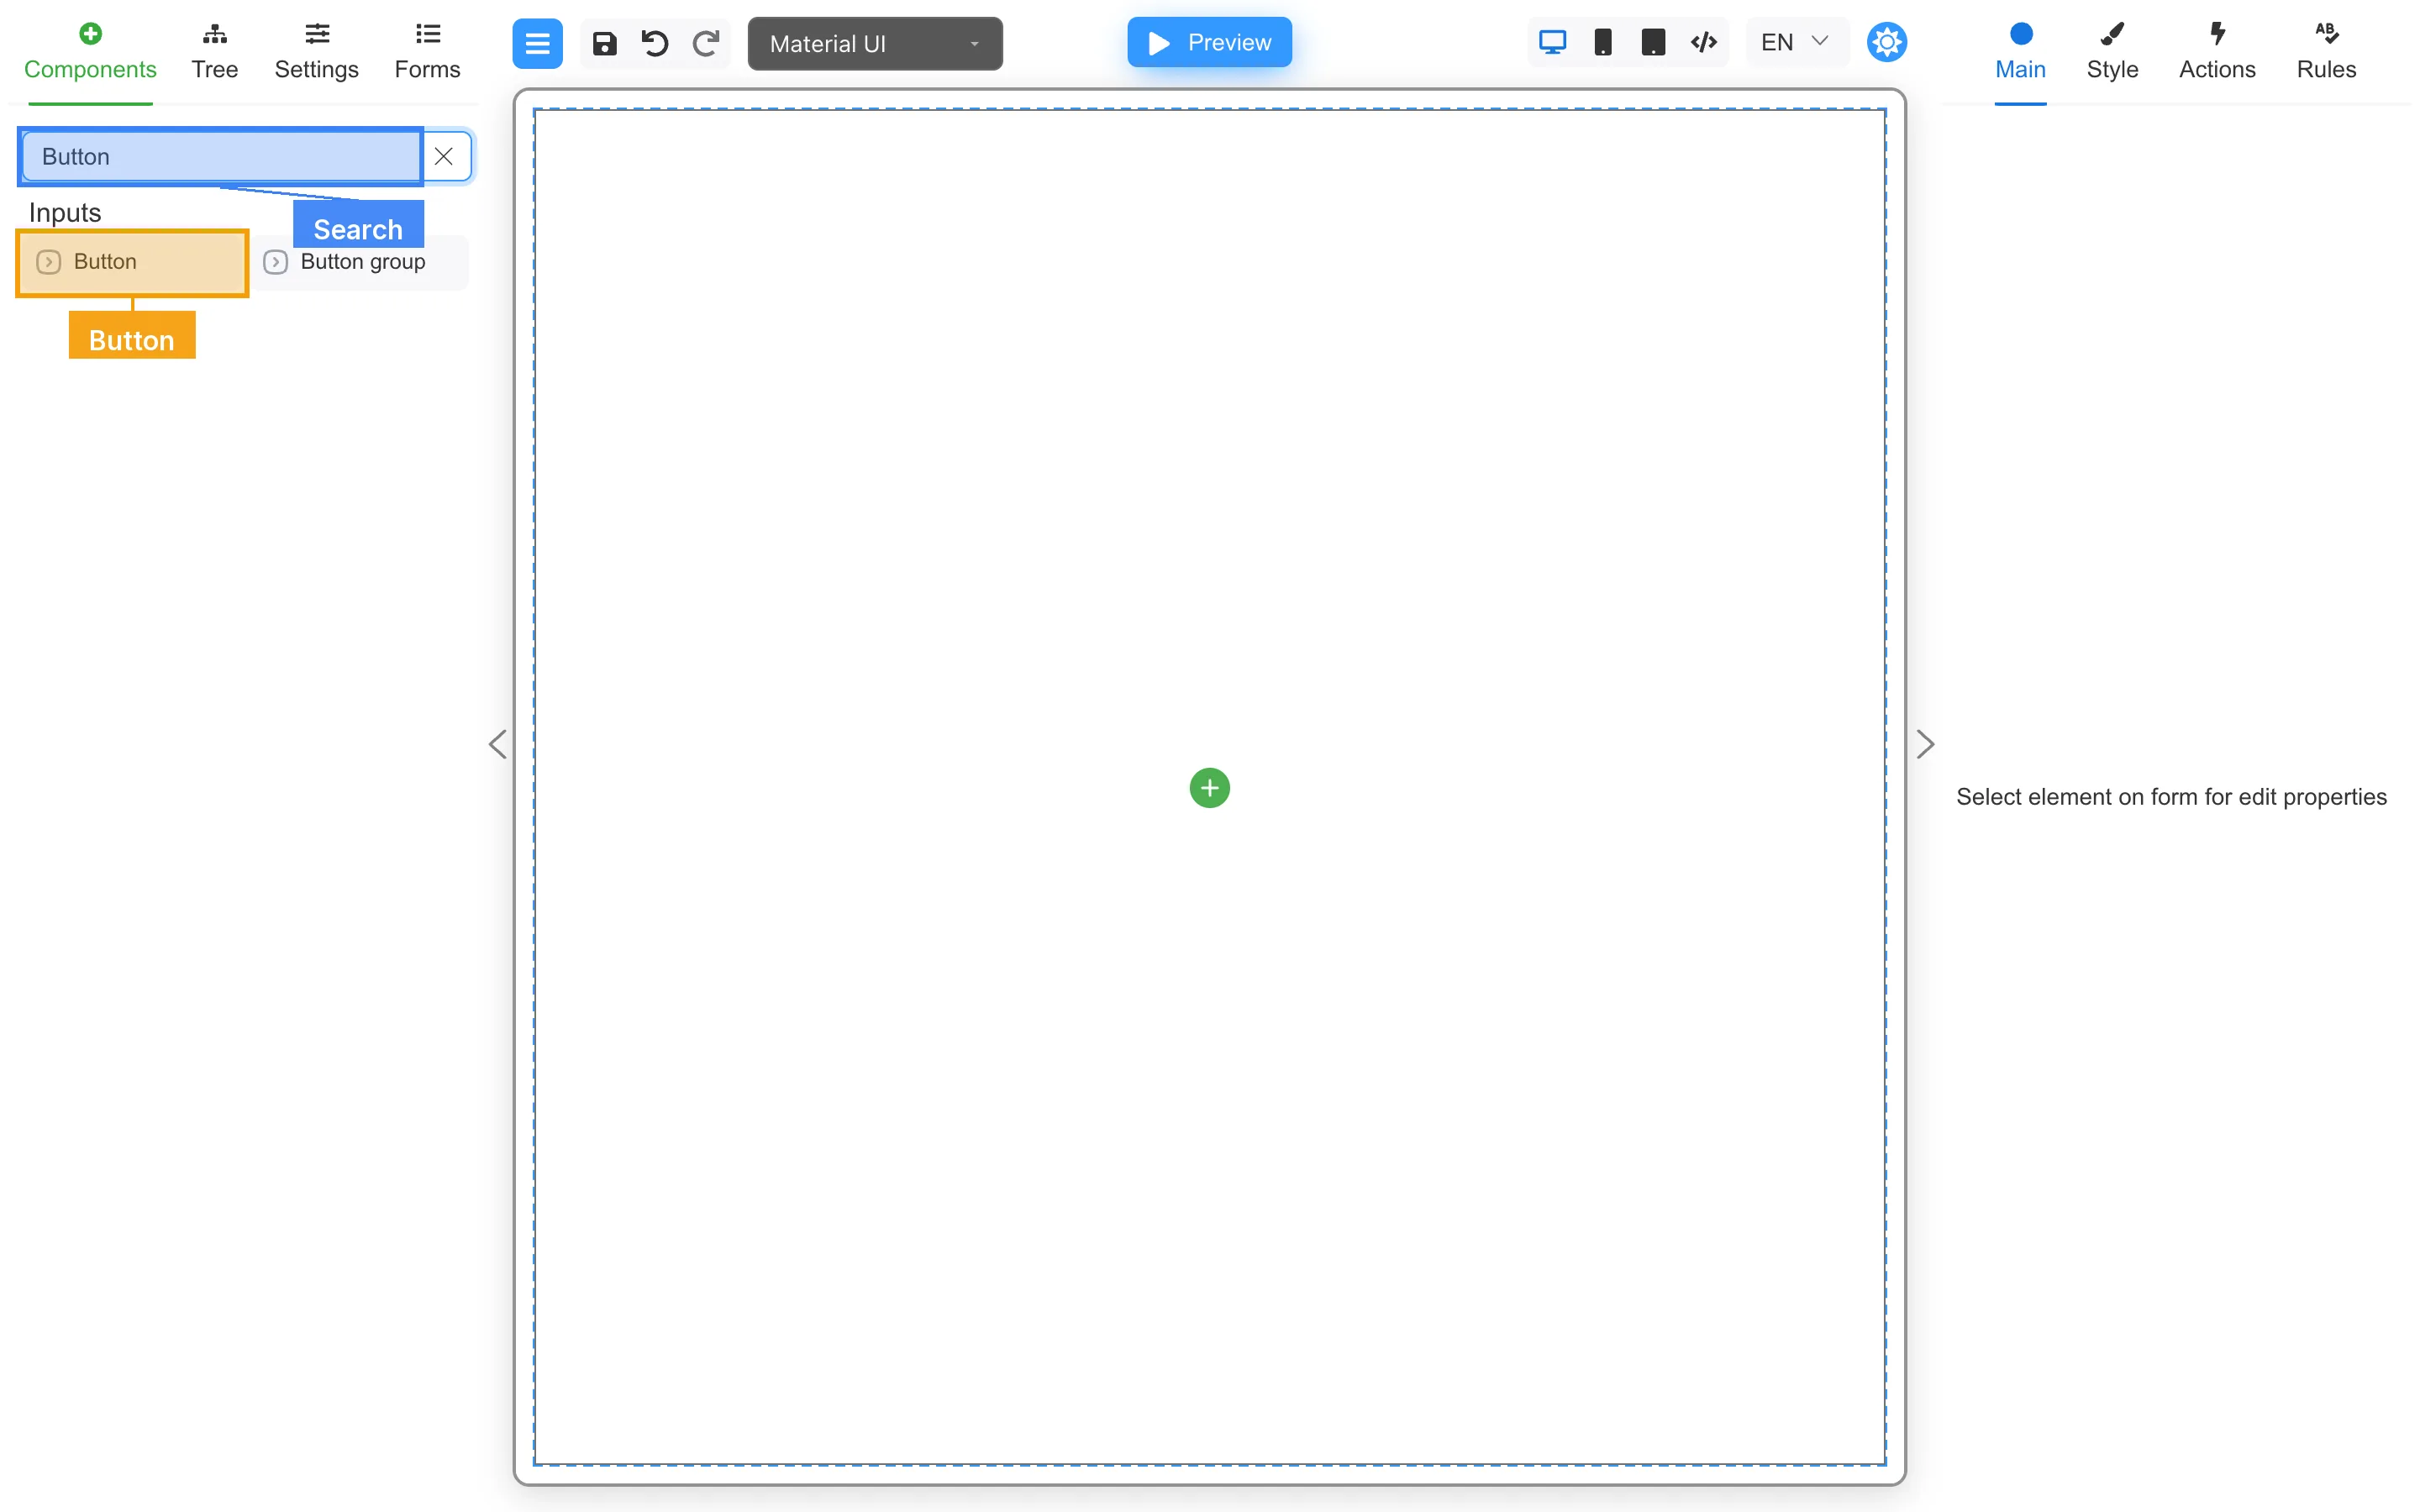 Components Tree Settings Forms
Material UI
Preview
EN
Main Style Actions Rules
Button
Inputs
Search
Button Button group
Button
Select element on form for edit properties